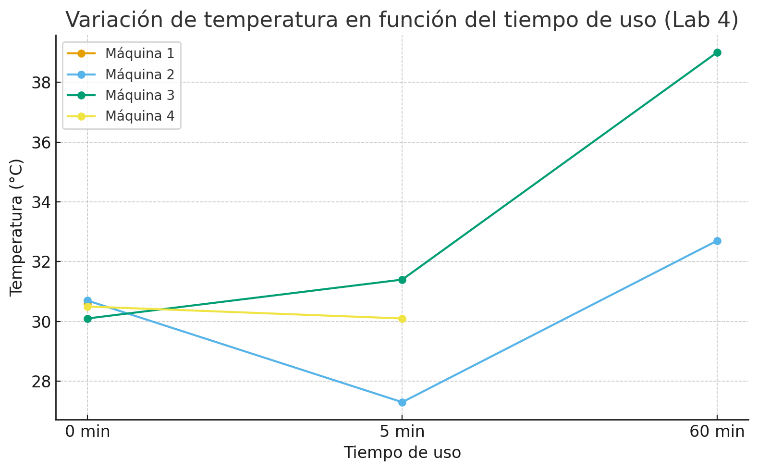 Variación de temperatura en función del tiempo de uso (Lab 4)
Máquina 1
Máquina 2
Máquina 3
Máquina 4
38
36
34
32
30
28
Temperatura (°C)
0 min
5 min
60 min
Tiempo de uso